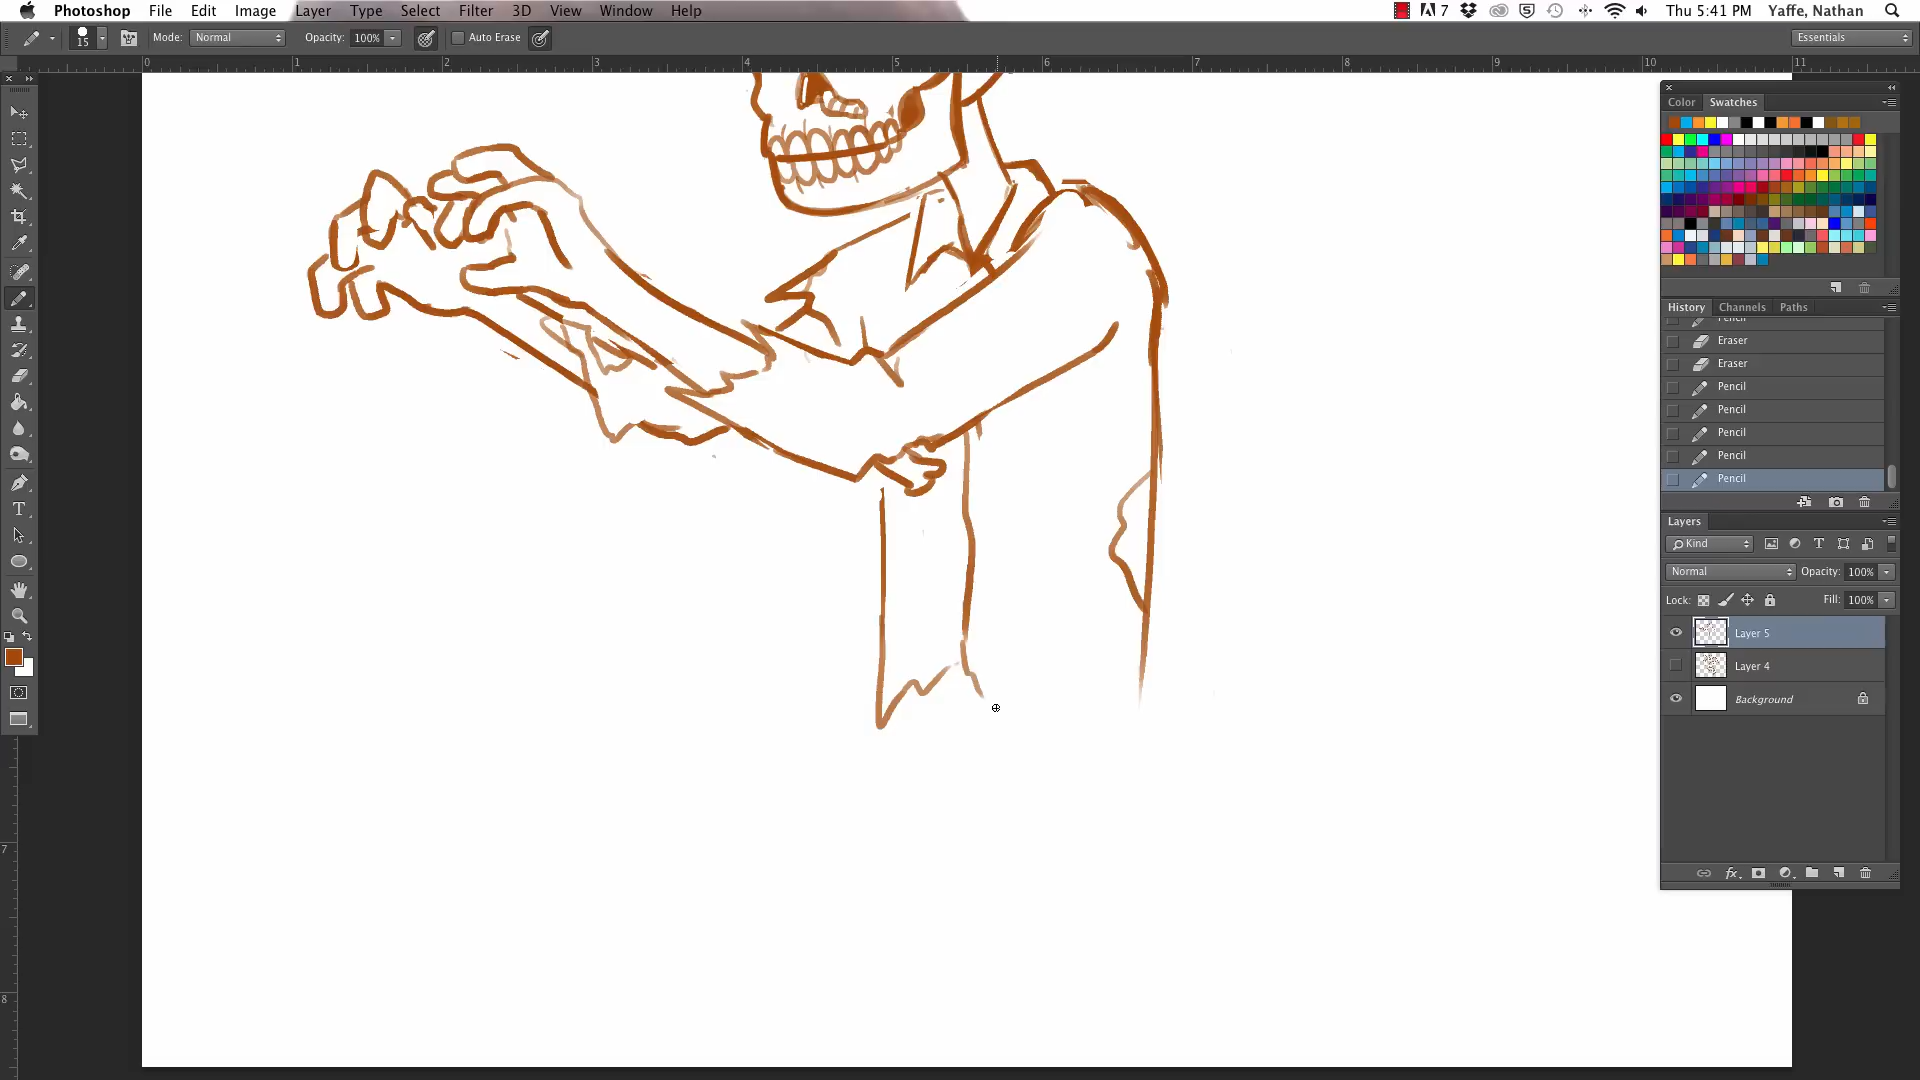 Photoshop File Edit Image Layer Type Select Filter 3D View Window Help 7 Thu 5:41 PM Yaffe, Nathan
15 Mode: Normal Opacity: 100% Auto Erase Essentials
0 1 2 3 4 5 6 7 8 9 10 11
Color Swatches
History Channels Paths
Pencil
Eraser
Eraser
Pencil
Pencil
Pencil
Pencil
Pencil
Layers
Kind
Normal Opacity: 100%
Lock: Fill: 100%
Layer 5
Layer 4
Background
fx
7
8